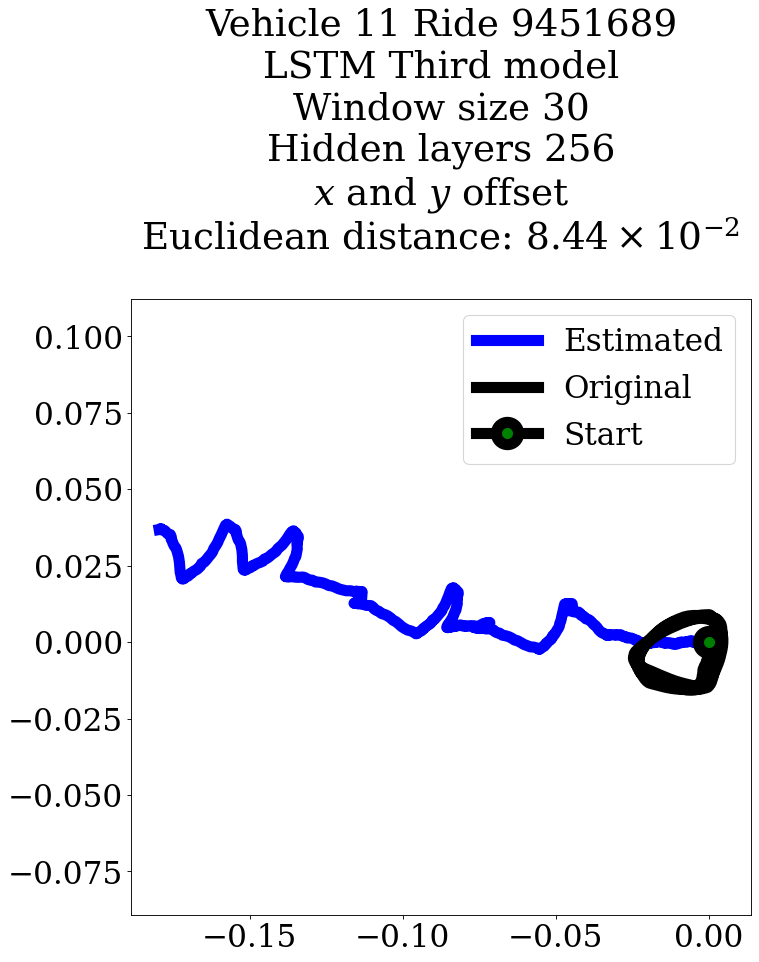 Vehicle 11 Ride 9451689
LSTM Third model
Window size 30
Hidden layers 256
x and y offset
Euclidean distance: 8.44 × 10⁻²
Estimated
Original
Start
0.100
0.075
0.050
0.025
0.000
−0.025
−0.050
−0.075
−0.15 −0.10 −0.05 0.00